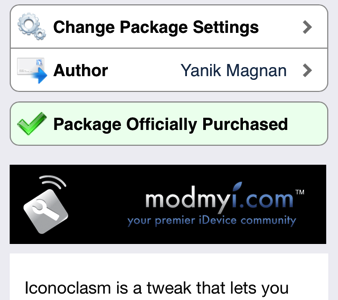 Change Package Settings
Author Yanik Magnan
Package Officially Purchased
modmyi.com™
your premier iDevice community
Iconoclasm is a tweak that lets you